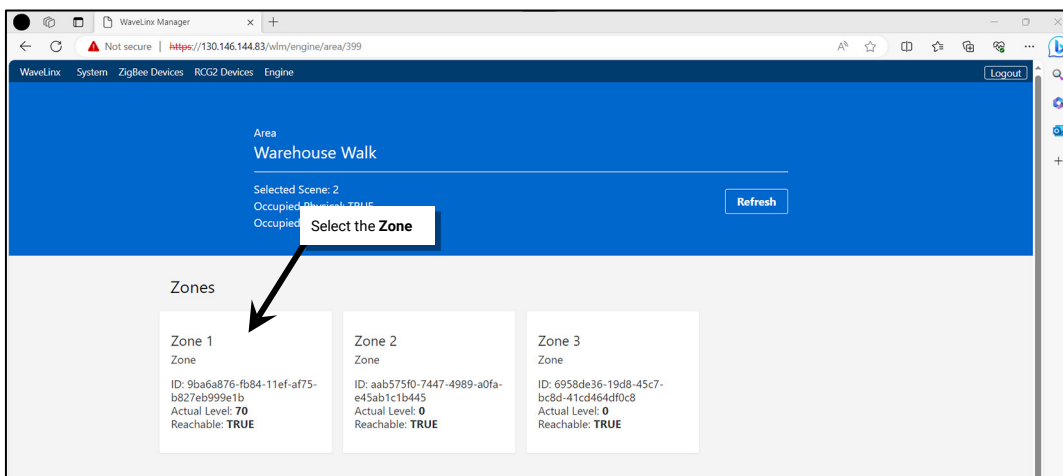 WaveLinx Manager
Not secure | https://130.146.144.83/wlm/engine/area/399
WaveLinx System ZigBee Devices RCG2 Devices Engine Logout
Area
Warehouse Walk
Selected Scene: 2
Occupied Physical: TRUE
Occupied
Refresh
Select the Zone
Zones
Zone 1
Zone
ID: 9ba6a876-fb84-11ef-af75-
b827eb999e1b
Actual Level: 70
Reachable: TRUE
Zone 2
Zone
ID: aab575f0-7447-4989-a0fa-
e45ab1c1b445
Actual Level: 0
Reachable: TRUE
Zone 3
Zone
ID: 6958de36-19d8-45c7-
bc8d-41cd464df0c8
Actual Level: 0
Reachable: TRUE